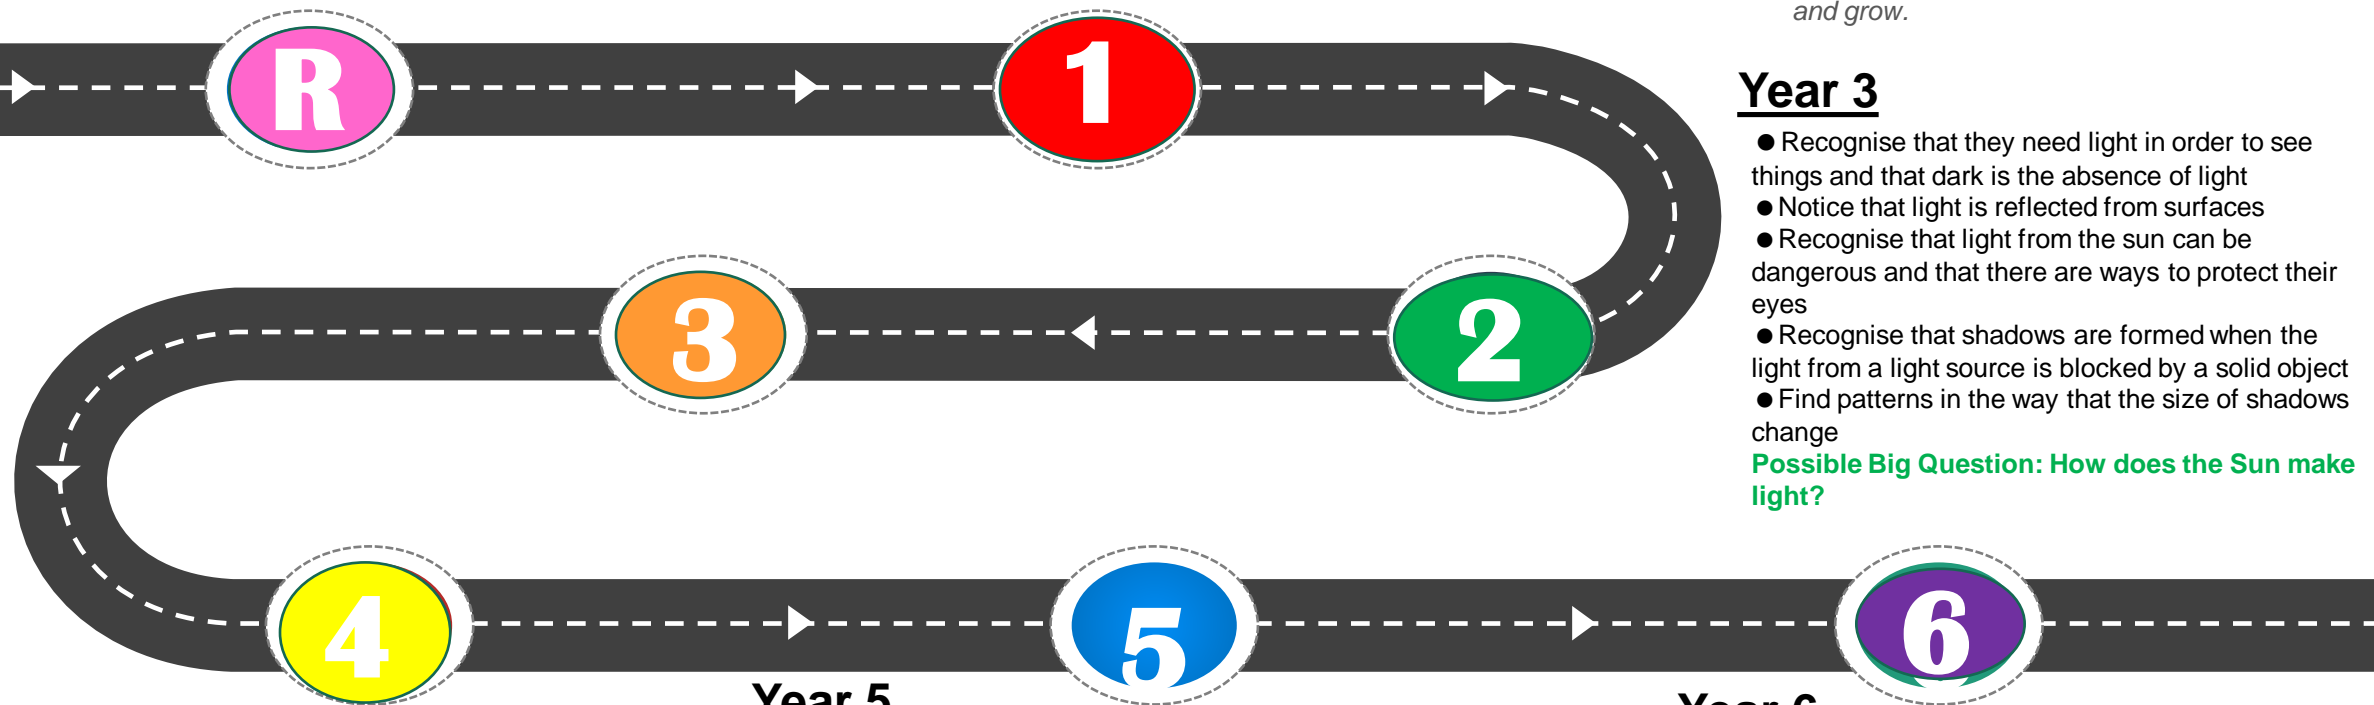 and grow.
R
1
Year 3
● Recognise that they need light in order to see
things and that dark is the absence of light
● Notice that light is reflected from surfaces
● Recognise that light from the sun can be
dangerous and that there are ways to protect their
eyes
● Recognise that shadows are formed when the
light from a light source is blocked by a solid object
● Find patterns in the way that the size of shadows
change
Possible Big Question: How does the Sun make
light?
3
2
4
5
6
Year 5
Year 6